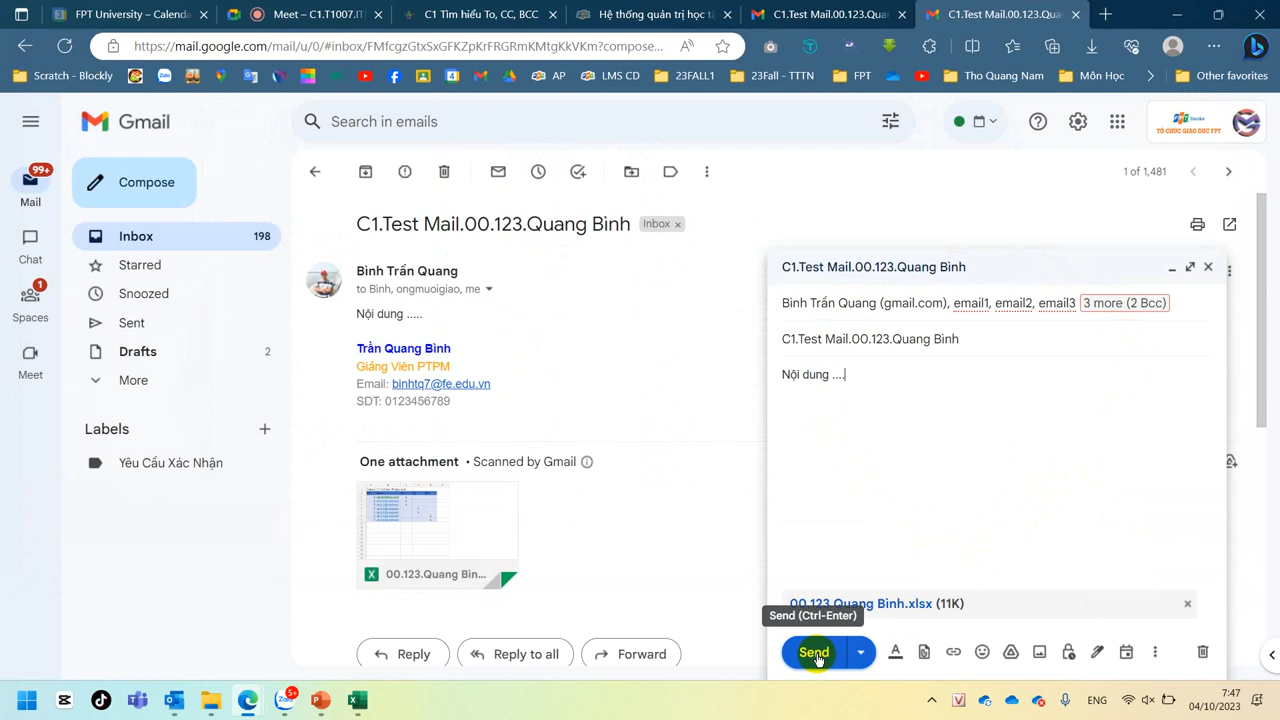 FPT University - Calenda
Meet – C1.T1007.IT
C1 Tìm hiểu To, CC, BCC -
Hệ thống quản trị học t
C1.Test Mail.00.123.Qua
C1.Test Mail.00.123.Qua
https://mail.google.com/mail/u/0/#inbox/FMfcgzGtxSxGFKZpKrFRGRmKMtgKkVKm?compose...
Scratch - Blockly
AP
LMS CD
23FALL1
23Fall - TTTN
FPT
Tho Quang Nam
Môn Học
Other favorites
Gmail
Search in emails
FPT Education
TỔ CHỨC GIÁO DỤC FPT
99+
Mail
Compose
1 of 1,481
Chat
Inbox 198
C1.Test Mail.00.123.Quang Bình
Inbox x
Starred
1
Spaces
Snoozed
Bình Trần Quang
to Bình, ongmuoigiao, me
C1.Test Mail.00.123.Quang Bình
Sent
Nội dung .....
Bình Trần Quang (gmail.com), email1, email2, email3 3 more (2 Bcc)
Meet
Drafts 2
Trần Quang Bình
C1.Test Mail.00.123.Quang Bình
More
Giảng Viên PTPM
Nội dung ....
Email: binhtq7@fe.edu.vn
SDT: 0123456789
Labels
Yêu Cầu Xác Nhận
One attachment • Scanned by Gmail
00.123.Quang Bìn...
00.123.Quang Bình.xlsx (11K)
Send (Ctrl-Enter)
Reply
Reply to all
Forward
Send
5+
ENG
7:47
04/10/2023